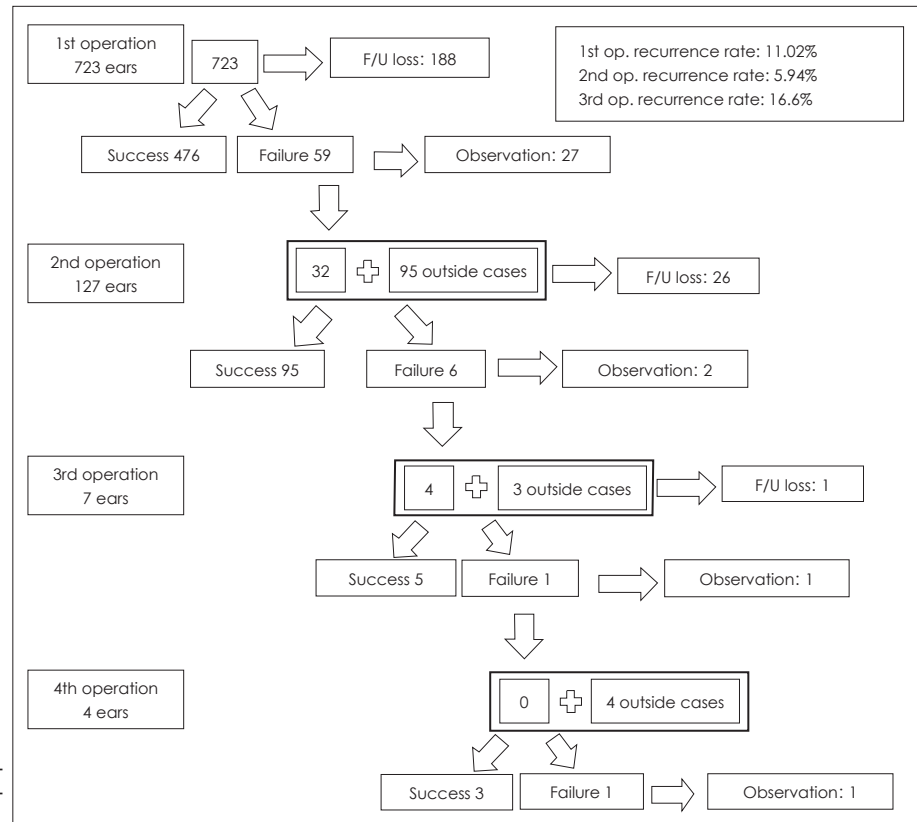 1st operation
723 ears
723
F/U loss: 188
1st op. recurrence rate: 11.02%
2nd op. recurrence rate: 5.94%
3rd op. recurrence rate: 16.6%
Success 476
Failure 59
Observation: 27
2nd operation
127 ears
32
95 outside cases
F/U loss: 26
Success 95
Failure 6
Observation: 2
3rd operation
7 ears
4
3 outside cases
F/U loss: 1
Success 5
Failure 1
Observation: 1
4th operation
4 ears
0
4 outside cases
Success 3
Failure 1
Observation: 1